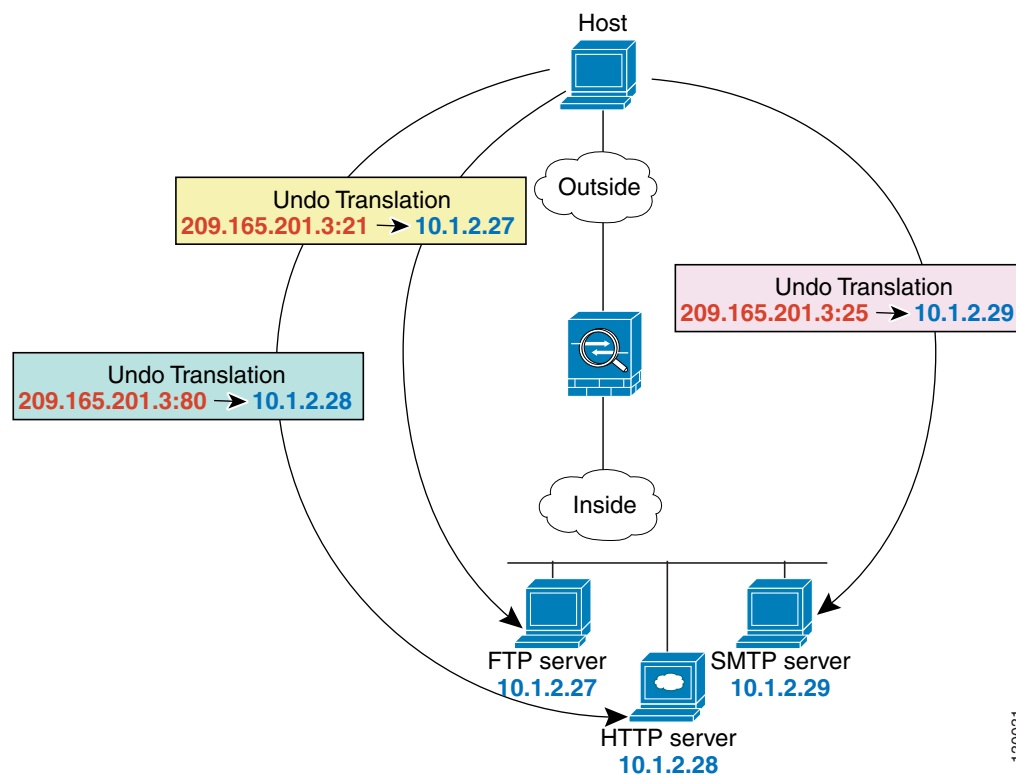 Host
Outside
Undo Translation
209.165.201.3:21 → 10.1.2.27
Undo Translation
209.165.201.3:25 → 10.1.2.29
Undo Translation
209.165.201.3:80 → 10.1.2.28
Inside
FTP server
10.1.2.27
SMTP server
10.1.2.29
HTTP server
10.1.2.28